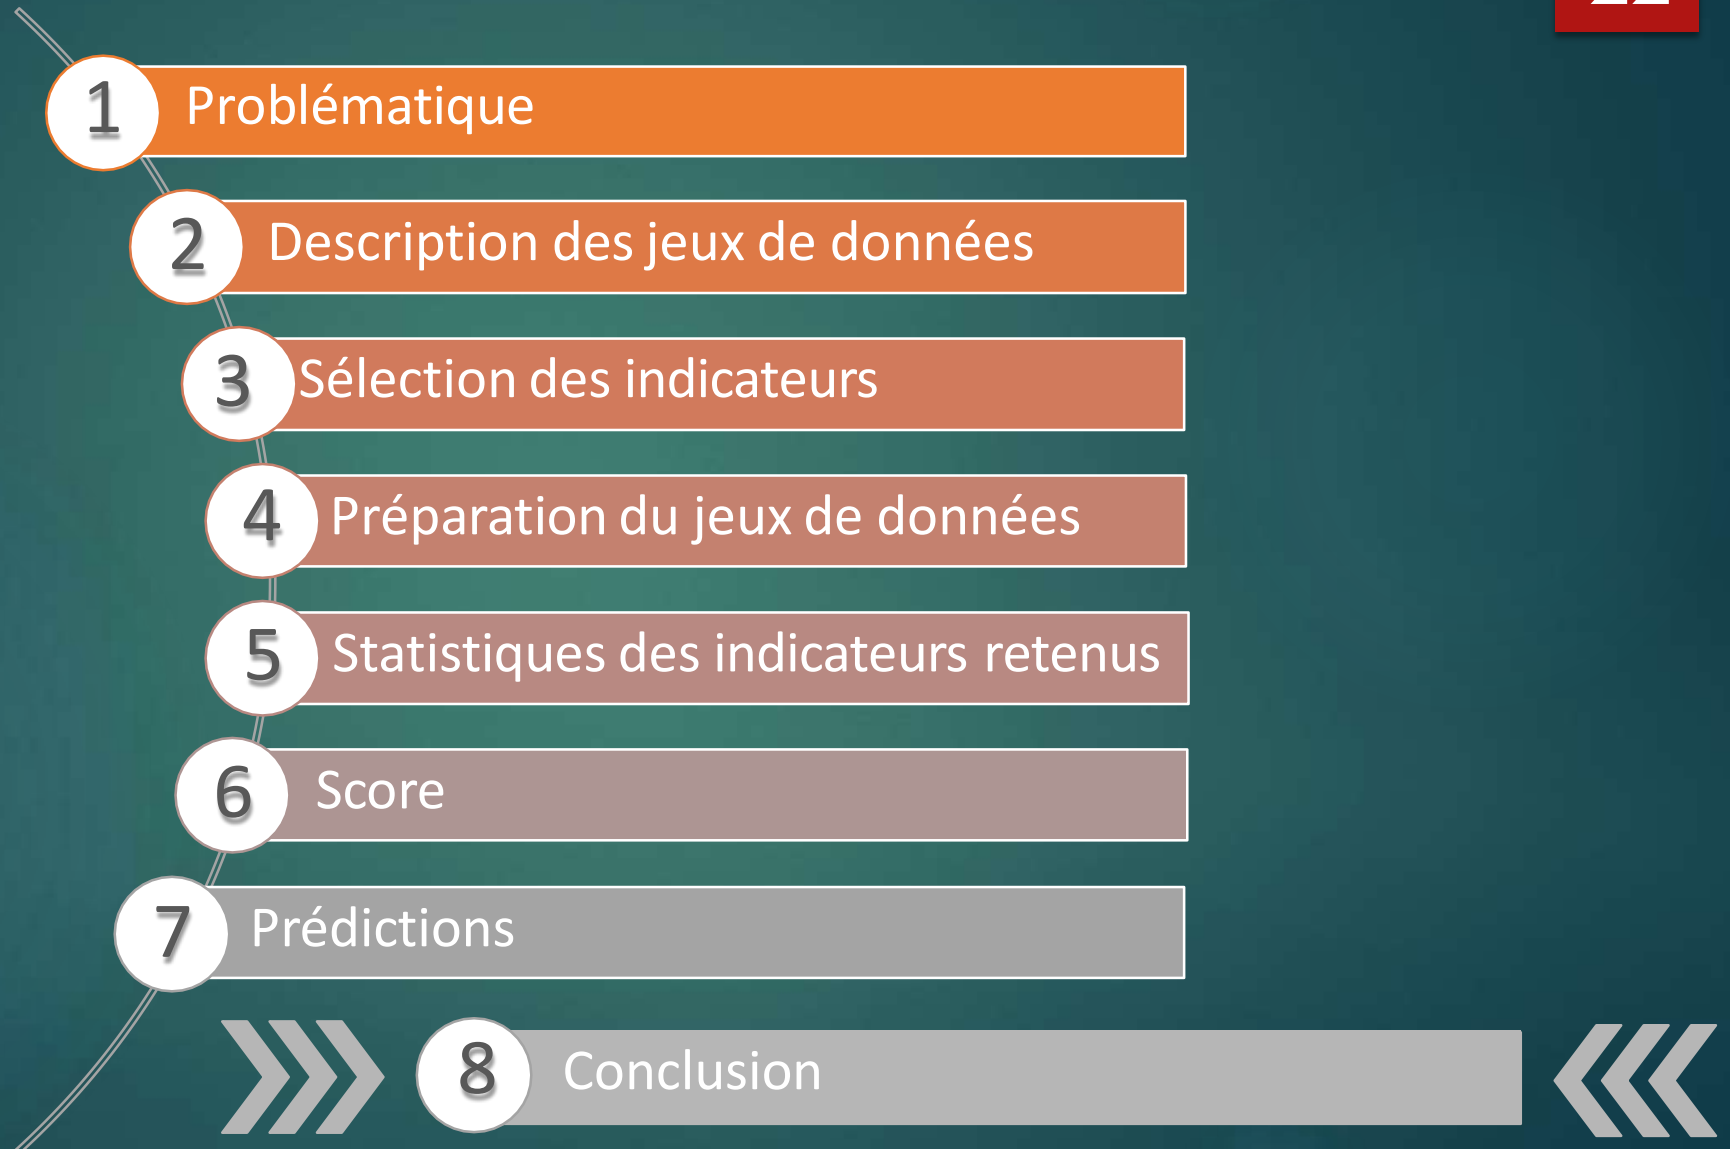 1 Problématique
2 Description des jeux de données
3 Sélection des indicateurs
4 Préparation du jeux de données
5 Statistiques des indicateurs retenus
6 Score
7 Prédictions
8 Conclusion